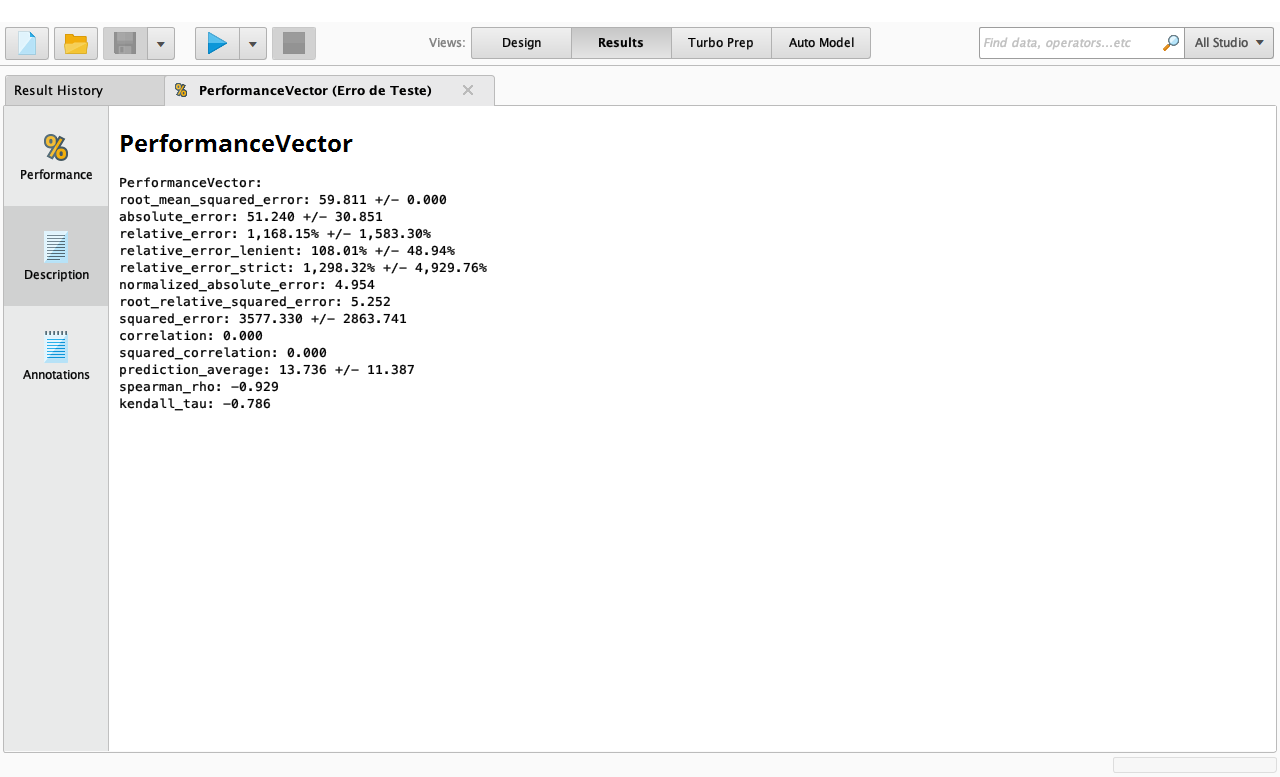 Views: Design Results Turbo Prep Auto Model Find data, operators...etc All Studio
Result History PerformanceVector (Erro de Teste)
Performance
Description
Annotations
PerformanceVector
PerformanceVector:
root_mean_squared_error: 59.811 +/- 0.000
absolute_error: 51.240 +/- 30.851
relative_error: 1,168.15% +/- 1,583.30%
relative_error_lenient: 108.01% +/- 48.94%
relative_error_strict: 1,298.32% +/- 4,929.76%
normalized_absolute_error: 4.954
root_relative_squared_error: 5.252
squared_error: 3577.330 +/- 2863.741
correlation: 0.000
squared_correlation: 0.000
prediction_average: 13.736 +/- 11.387
spearman_rho: -0.929
kendall_tau: -0.786